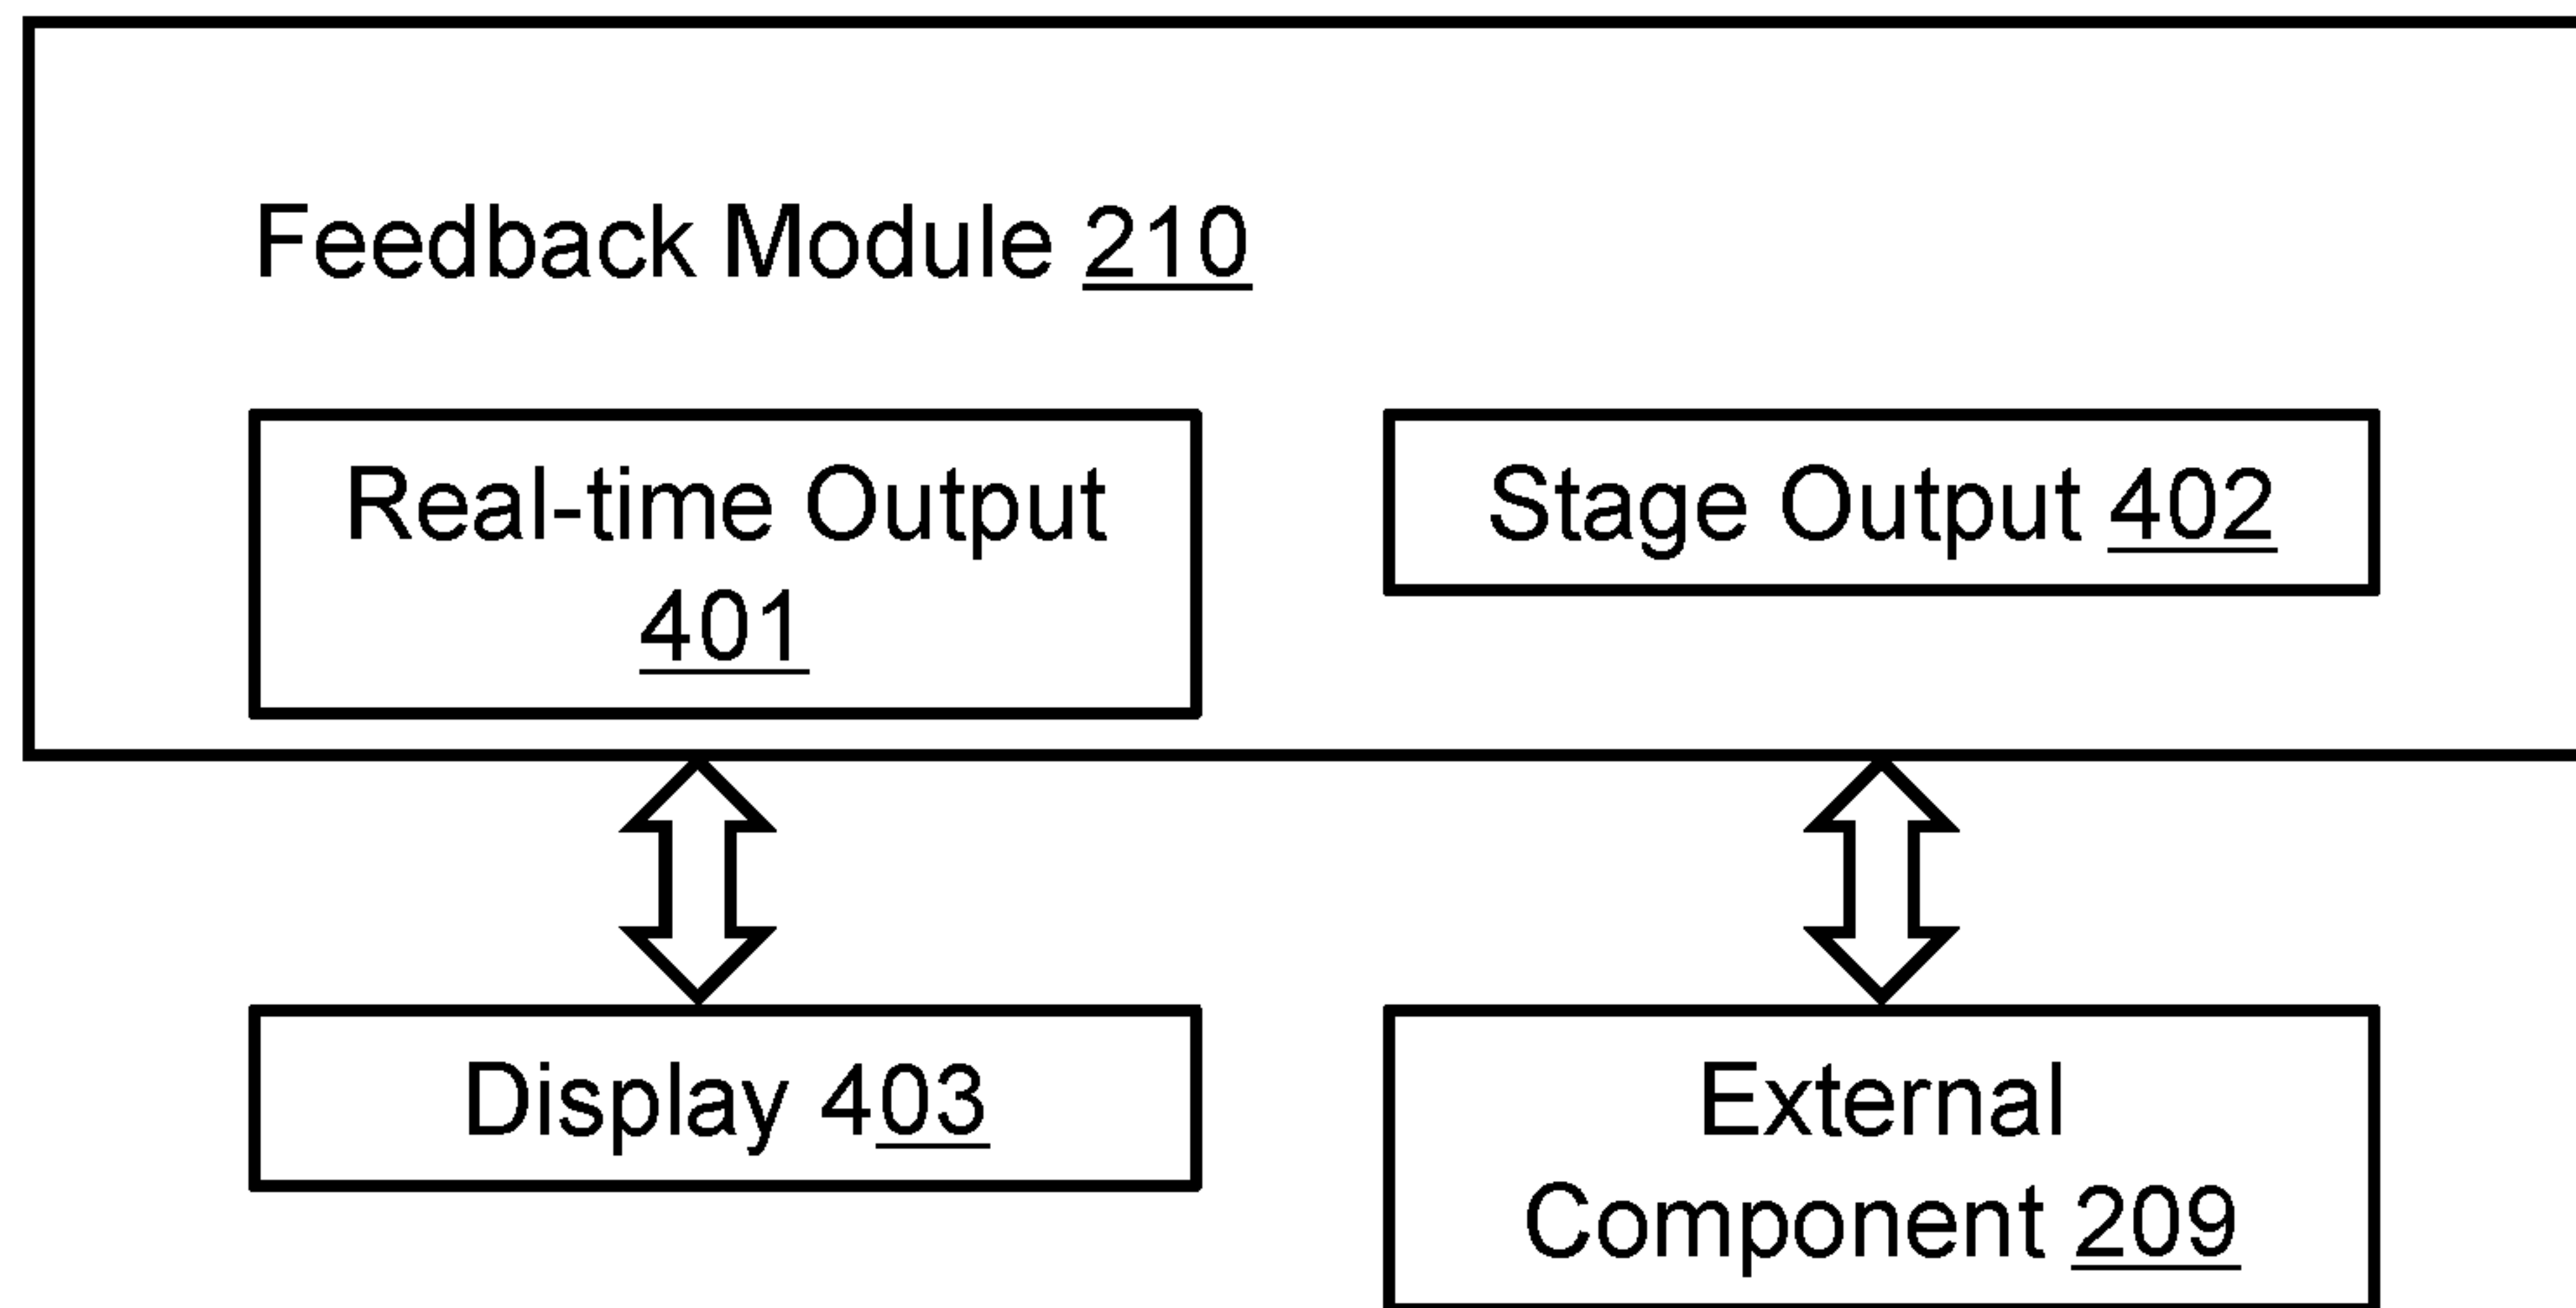 Feedback Module 210
Real-time Output
401
Stage Output 402
Display 403
External
Component 209